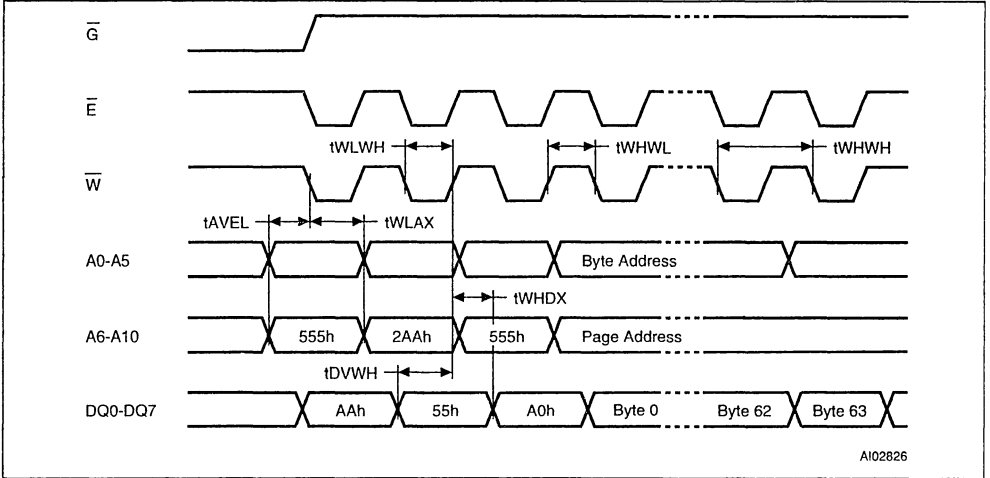 G
E
tWLWH tWHWL tWHWH
W
tAVEL tWLAX
A0-A5 Byte Address
tWHDX
A6-A10 555h 2AAh 555h Page Address
tDVWH
DQ0-DQ7 AAh 55h A0h Byte 0 Byte 62 Byte 63
AI02826